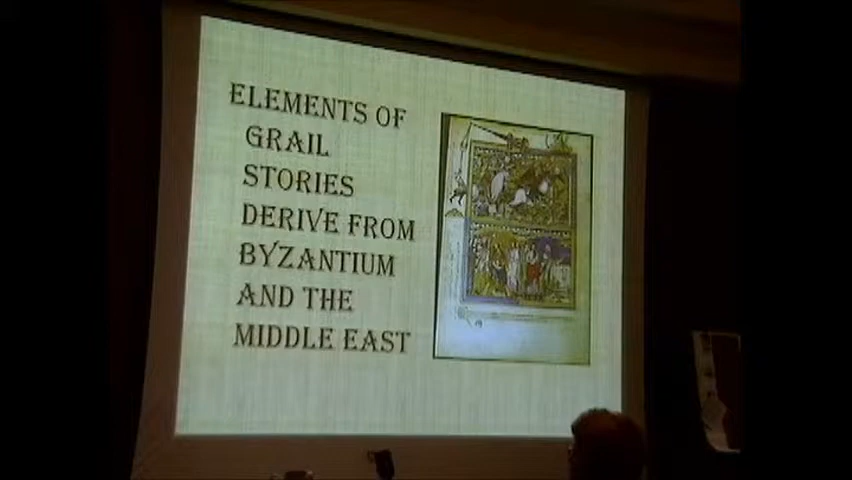 ELEMENTS OF
GRAIL
STORIES
DERIVE FROM
BYZANTIUM
AND THE
MIDDLE EAST